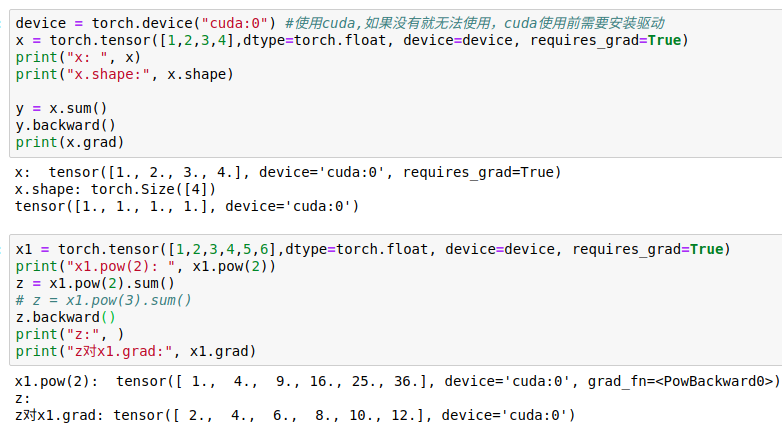 device = torch.device("cuda:0") #使用cuda,如果没有就无法使用，cuda使用前需要安装驱动
x = torch.tensor([1,2,3,4],dtype=torch.float, device=device, requires_grad=True)
print("x: ", x)
print("x.shape:", x.shape)
y = x.sum()
y.backward()
print(x.grad)
x:  tensor([1., 2., 3., 4.], device='cuda:0', requires_grad=True)
x.shape: torch.Size([4])
tensor([1., 1., 1., 1.], device='cuda:0')
x1 = torch.tensor([1,2,3,4,5,6],dtype=torch.float, device=device, requires_grad=True)
print("x1.pow(2): ", x1.pow(2))
z = x1.pow(2).sum()
# z = x1.pow(3).sum()
z.backward()
print("z:", )
print("z对x1.grad:", x1.grad)
x1.pow(2):  tensor([ 1.,  4.,  9., 16., 25., 36.], device='cuda:0', grad_fn=<PowBackward0>)
z:
z对x1.grad: tensor([ 2.,  4.,  6.,  8., 10., 12.], device='cuda:0')